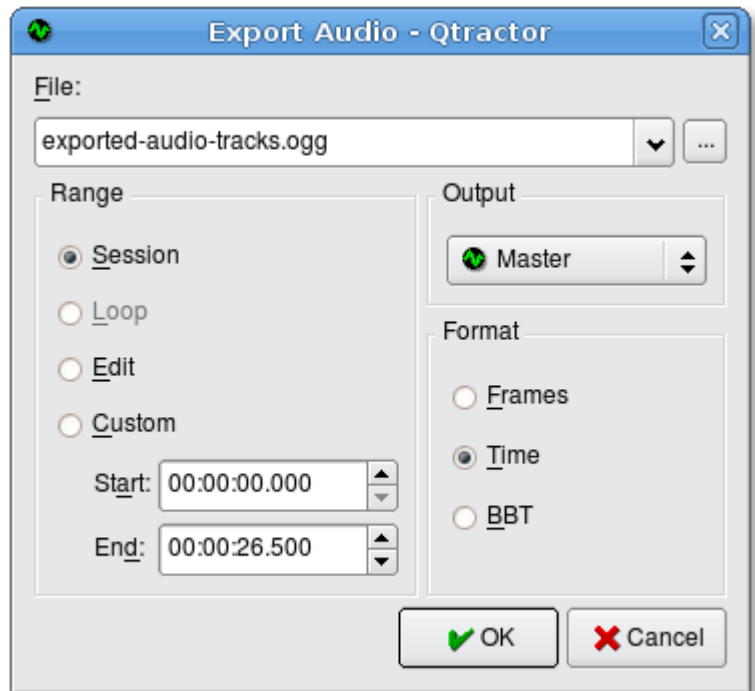 Export Audio - Qtractor
File:
exported-audio-tracks.ogg
...
Range
Session
Loop
Edit
Custom
Start: 00:00:00.000
End: 00:00:26.500
Output
Master
Format
Frames
Time
BBT
OK
Cancel